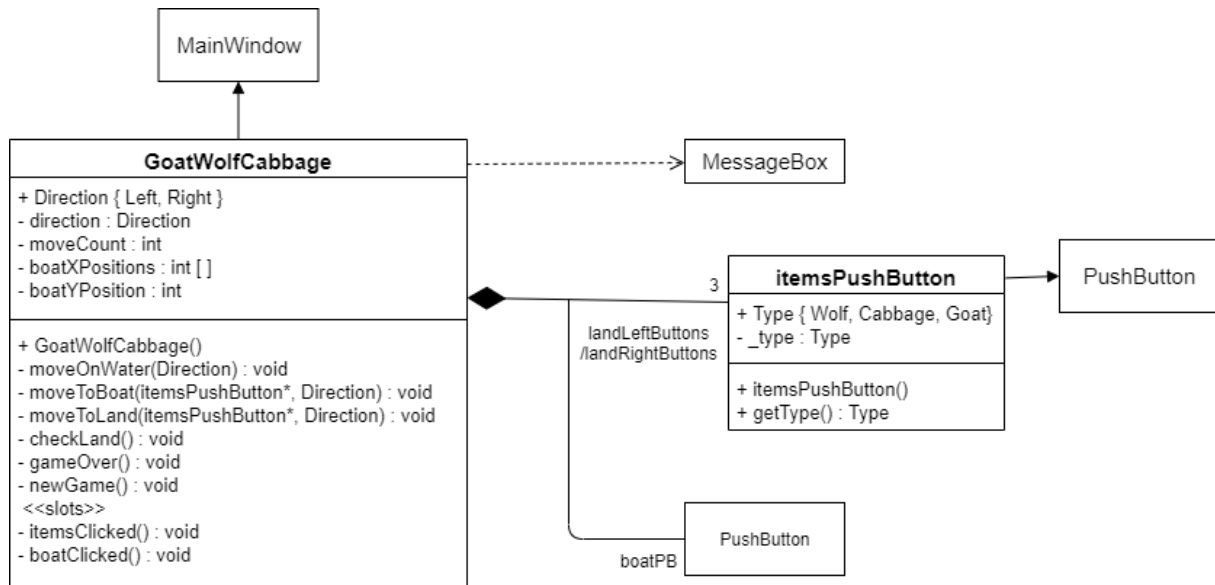 MainWindow
GoatWolfCabbage
+ Direction { Left, Right }
- direction : Direction
- moveCount : int
- boatXPositions : int [ ]
- boatYPosition : int
+ GoatWolfCabbage()
- moveOnWater(Direction) : void
- moveToBoat(itemsPushButton*, Direction) : void
- moveToLand(itemsPushButton*, Direction) : void
- checkLand() : void
- gameOver() : void
- newGame() : void
<<slots>>
- itemsClicked() : void
- boatClicked() : void
MessageBox
3
landLeftButtons
/landRightButtons
itemsPushButton
+ Type { Wolf, Cabbage, Goat}
- _type : Type
+ itemsPushButton()
+ getType() : Type
PushButton
boatPB
PushButton